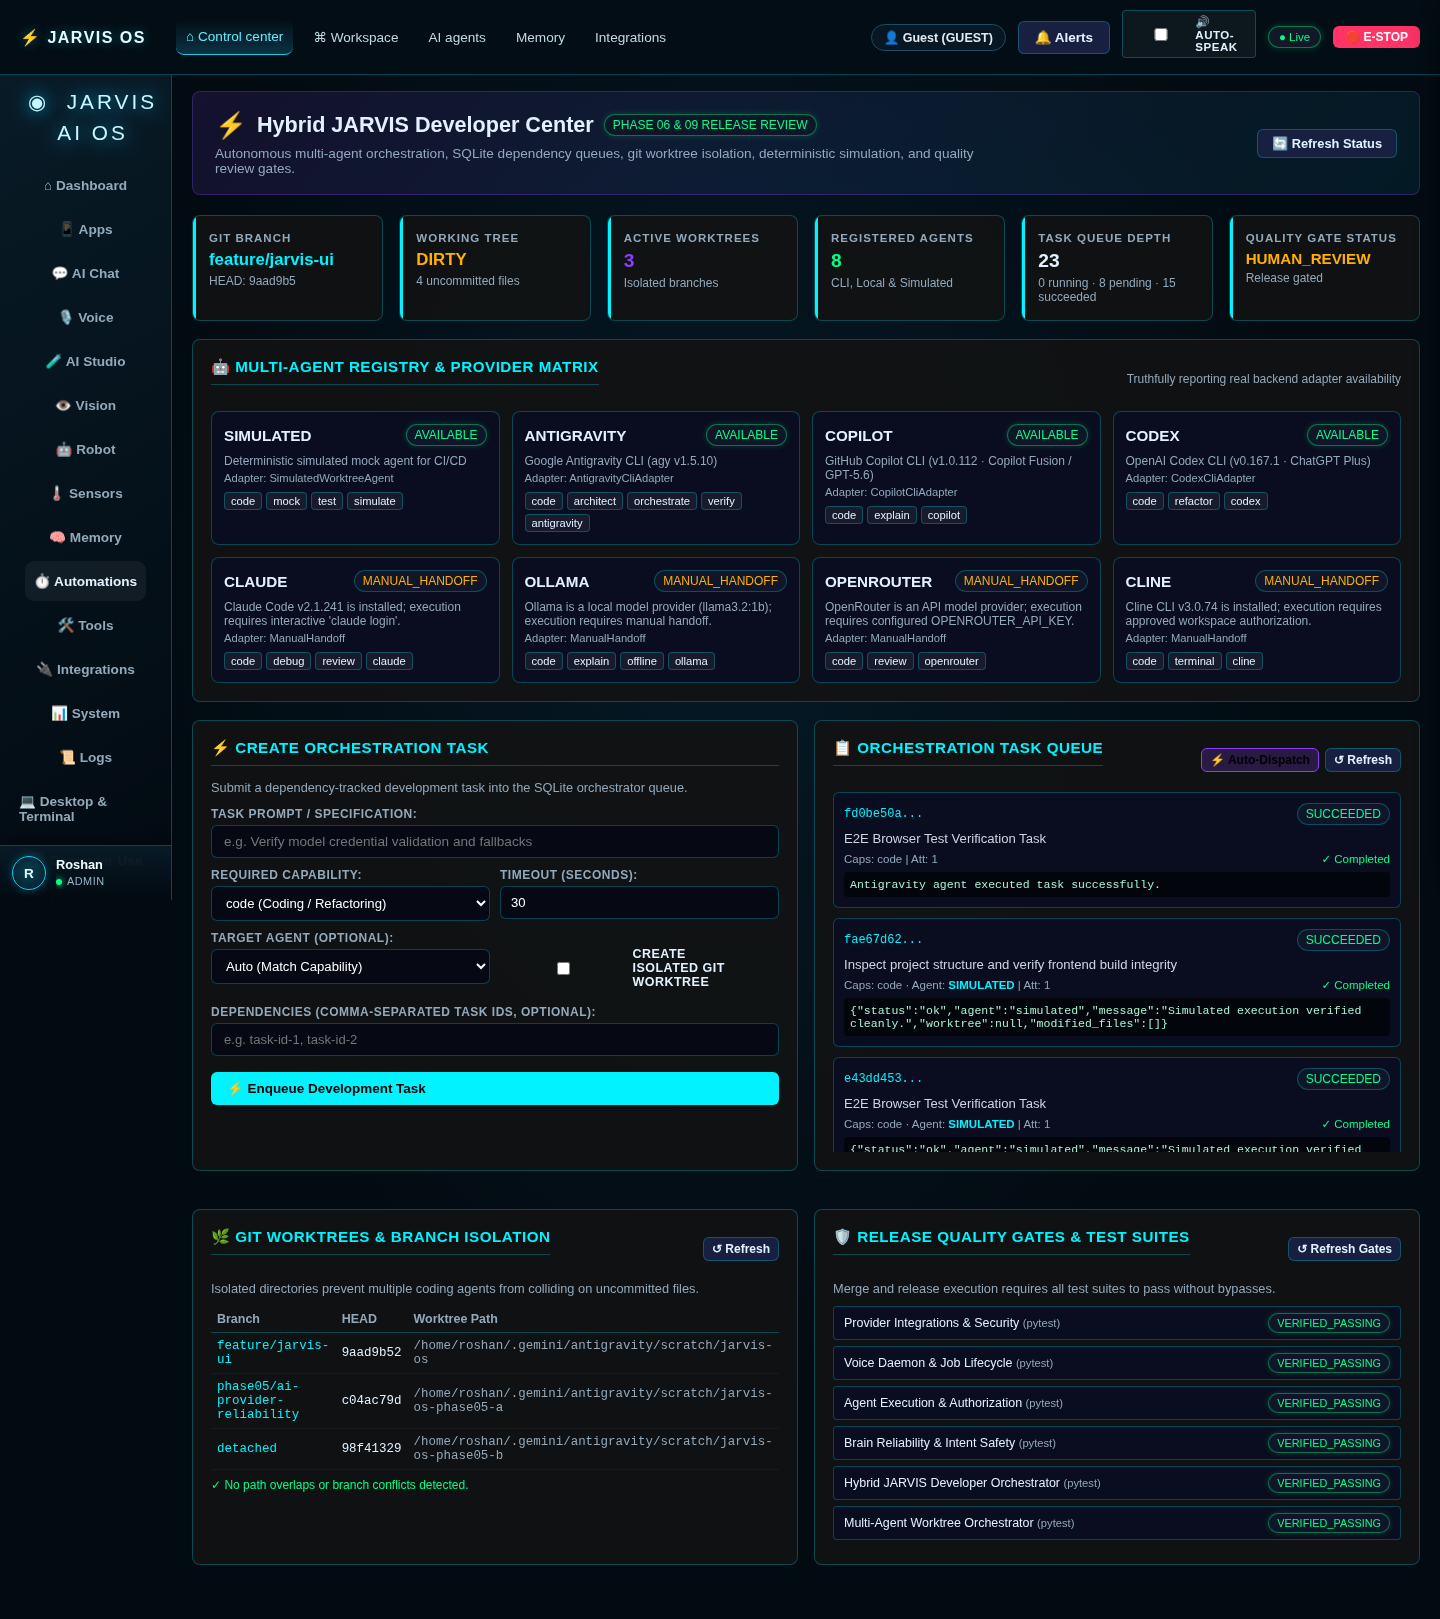 ⚡ JARVIS OS
⌂ Control center
⌘ Workspace
AI agents
Memory
Integrations
👤 Guest (GUEST)
🔔 Alerts
🔊 AUTO-SPEAK
● Live
🛑 E-STOP
◉ JARVIS
AI OS
⌂ Dashboard
📱 Apps
💬 AI Chat
🎙️ Voice
🧪 AI Studio
👁️ Vision
🤖 Robot
🌡️ Sensors
🧠 Memory
⏱️ Automations
🛠️ Tools
🔌 Integrations
📊 System
📜 Logs
💻 Desktop &
Terminal
Use
R
Roshan
ADMIN
⚡ Hybrid JARVIS Developer Center
PHASE 06 & 09 RELEASE REVIEW
Autonomous multi-agent orchestration, SQLite dependency queues, git worktree isolation, deterministic simulation, and quality
review gates.
🔄 Refresh Status
GIT BRANCH
feature/jarvis-ui
HEAD: 9aad9b5
WORKING TREE
DIRTY
4 uncommitted files
ACTIVE WORKTREES
3
Isolated branches
REGISTERED AGENTS
8
CLI, Local & Simulated
TASK QUEUE DEPTH
23
0 running · 8 pending · 15
succeeded
QUALITY GATE STATUS
HUMAN_REVIEW
Release gated
🤖 MULTI-AGENT REGISTRY & PROVIDER MATRIX
Truthfully reporting real backend adapter availability
SIMULATED
AVAILABLE
Deterministic simulated mock agent for CI/CD
Adapter: SimulatedWorktreeAgent
code mock test simulate
ANTIGRAVITY
AVAILABLE
Google Antigravity CLI (agy v1.5.10)
Adapter: AntigravityCliAdapter
code architect orchestrate verify
antigravity
COPILOT
AVAILABLE
GitHub Copilot CLI (v1.0.112 · Copilot Fusion /
GPT-5.6)
Adapter: CopilotCliAdapter
code explain copilot
CODEX
AVAILABLE
OpenAI Codex CLI (v0.167.1 · ChatGPT Plus)
Adapter: CodexCliAdapter
code refactor codex
CLAUDE
MANUAL_HANDOFF
Claude Code v2.1.241 is installed; execution
requires interactive 'claude login'.
Adapter: ManualHandoff
code debug review claude
OLLAMA
MANUAL_HANDOFF
Ollama is a local model provider (llama3.2:1b);
execution requires manual handoff.
Adapter: ManualHandoff
code explain offline ollama
OPENROUTER
MANUAL_HANDOFF
OpenRouter is an API model provider; execution
requires configured OPENROUTER_API_KEY.
Adapter: ManualHandoff
code review openrouter
CLINE
MANUAL_HANDOFF
Cline CLI v3.0.74 is installed; execution requires
approved workspace authorization.
Adapter: ManualHandoff
code terminal cline
⚡ CREATE ORCHESTRATION TASK
Submit a dependency-tracked development task into the SQLite orchestrator queue.
TASK PROMPT / SPECIFICATION:
e.g. Verify model credential validation and fallbacks
REQUIRED CAPABILITY:
code (Coding / Refactoring)
TIMEOUT (SECONDS):
30
TARGET AGENT (OPTIONAL):
Auto (Match Capability)
CREATE
ISOLATED GIT
WORKTREE
DEPENDENCIES (COMMA-SEPARATED TASK IDS, OPTIONAL):
e.g. task-id-1, task-id-2
⚡ Enqueue Development Task
📋 ORCHESTRATION TASK QUEUE
⚡ Auto-Dispatch
↺ Refresh
fd0be50a...
SUCCEEDED
E2E Browser Test Verification Task
Caps: code | Att: 1
✓ Completed
Antigravity agent executed task successfully.
fae67d62...
SUCCEEDED
Inspect project structure and verify frontend build integrity
Caps: code · Agent: SIMULATED | Att: 1
✓ Completed
{"status":"ok","agent":"simulated","message":"Simulated execution verified
cleanly.","worktree":null,"modified_files":[]}
e43dd453...
SUCCEEDED
E2E Browser Test Verification Task
Caps: code · Agent: SIMULATED | Att: 1
✓ Completed
{"status":"ok","agent":"simulated","message":"Simulated execution verified
🌿 GIT WORKTREES & BRANCH ISOLATION
↺ Refresh
Isolated directories prevent multiple coding agents from colliding on uncommitted files.
Branch HEAD Worktree Path
feature/jarvis-
ui
9aad9b52
/home/roshan/.gemini/antigravity/scratch/jarvis-
os
phase05/ai-
provider-
reliability
c04ac79d
/home/roshan/.gemini/antigravity/scratch/jarvis-
os-phase05-a
detached
98f41329
/home/roshan/.gemini/antigravity/scratch/jarvis-
os-phase05-b
✓ No path overlaps or branch conflicts detected.
🛡️ RELEASE QUALITY GATES & TEST SUITES
↺ Refresh Gates
Merge and release execution requires all test suites to pass without bypasses.
Provider Integrations & Security (pytest)
VERIFIED_PASSING
Voice Daemon & Job Lifecycle (pytest)
VERIFIED_PASSING
Agent Execution & Authorization (pytest)
VERIFIED_PASSING
Brain Reliability & Intent Safety (pytest)
VERIFIED_PASSING
Hybrid JARVIS Developer Orchestrator (pytest)
VERIFIED_PASSING
Multi-Agent Worktree Orchestrator (pytest)
VERIFIED_PASSING